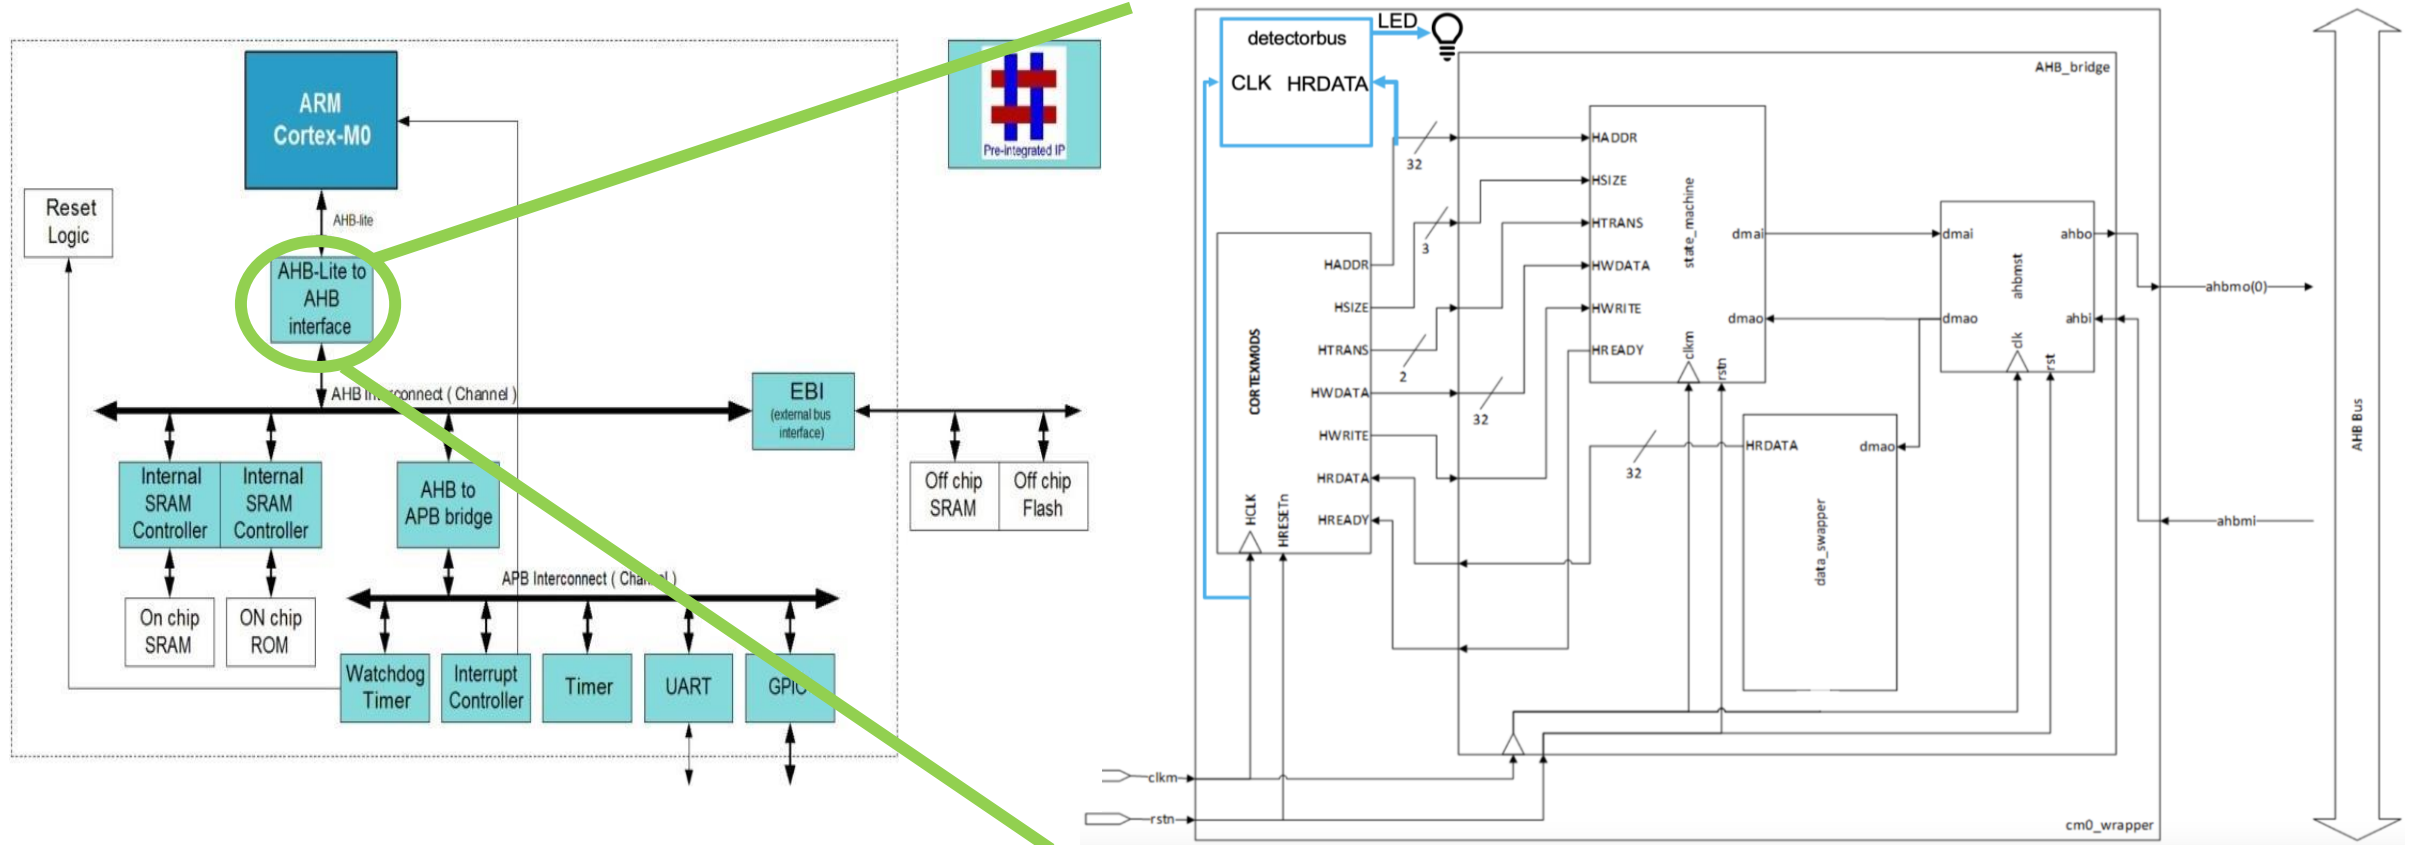 ARM
Cortex-M0
Pre-integrated IP
Reset
Logic
AHB-lite
AHB-Lite to
AHB
interface
AHB Interconnect ( Channel )
EBI
(external bus
interface)
Internal
SRAM
Controller
Internal
SRAM
Controller
AHB to
APB bridge
Off chip
SRAM
Off chip
Flash
APB Interconnect ( Channel )
On chip
SRAM
ON chip
ROM
Watchdog
Timer
Interrupt
Controller
Timer
UART
GPIO
detectorbus
CLK HRDATA
LED
AHB_bridge
32
3
2
32
32
HADDR
HSIZE
HTRANS
HWDATA
HWRITE
HREADY
state_machine
dmai
dmao
clkm
rstn
dmai
dmao
ahbmst
ahbo
ahbi
clk
rst
CORTEXM0DS
HADDR
HSIZE
HTRANS
HWDATA
HWRITE
HRDATA
HREADY
HCLK
HRESETn
HRDATA
dmao
data_swapper
ahbmo(0)
ahbmi
AHB Bus
clkm
rstn
cm0_wrapper